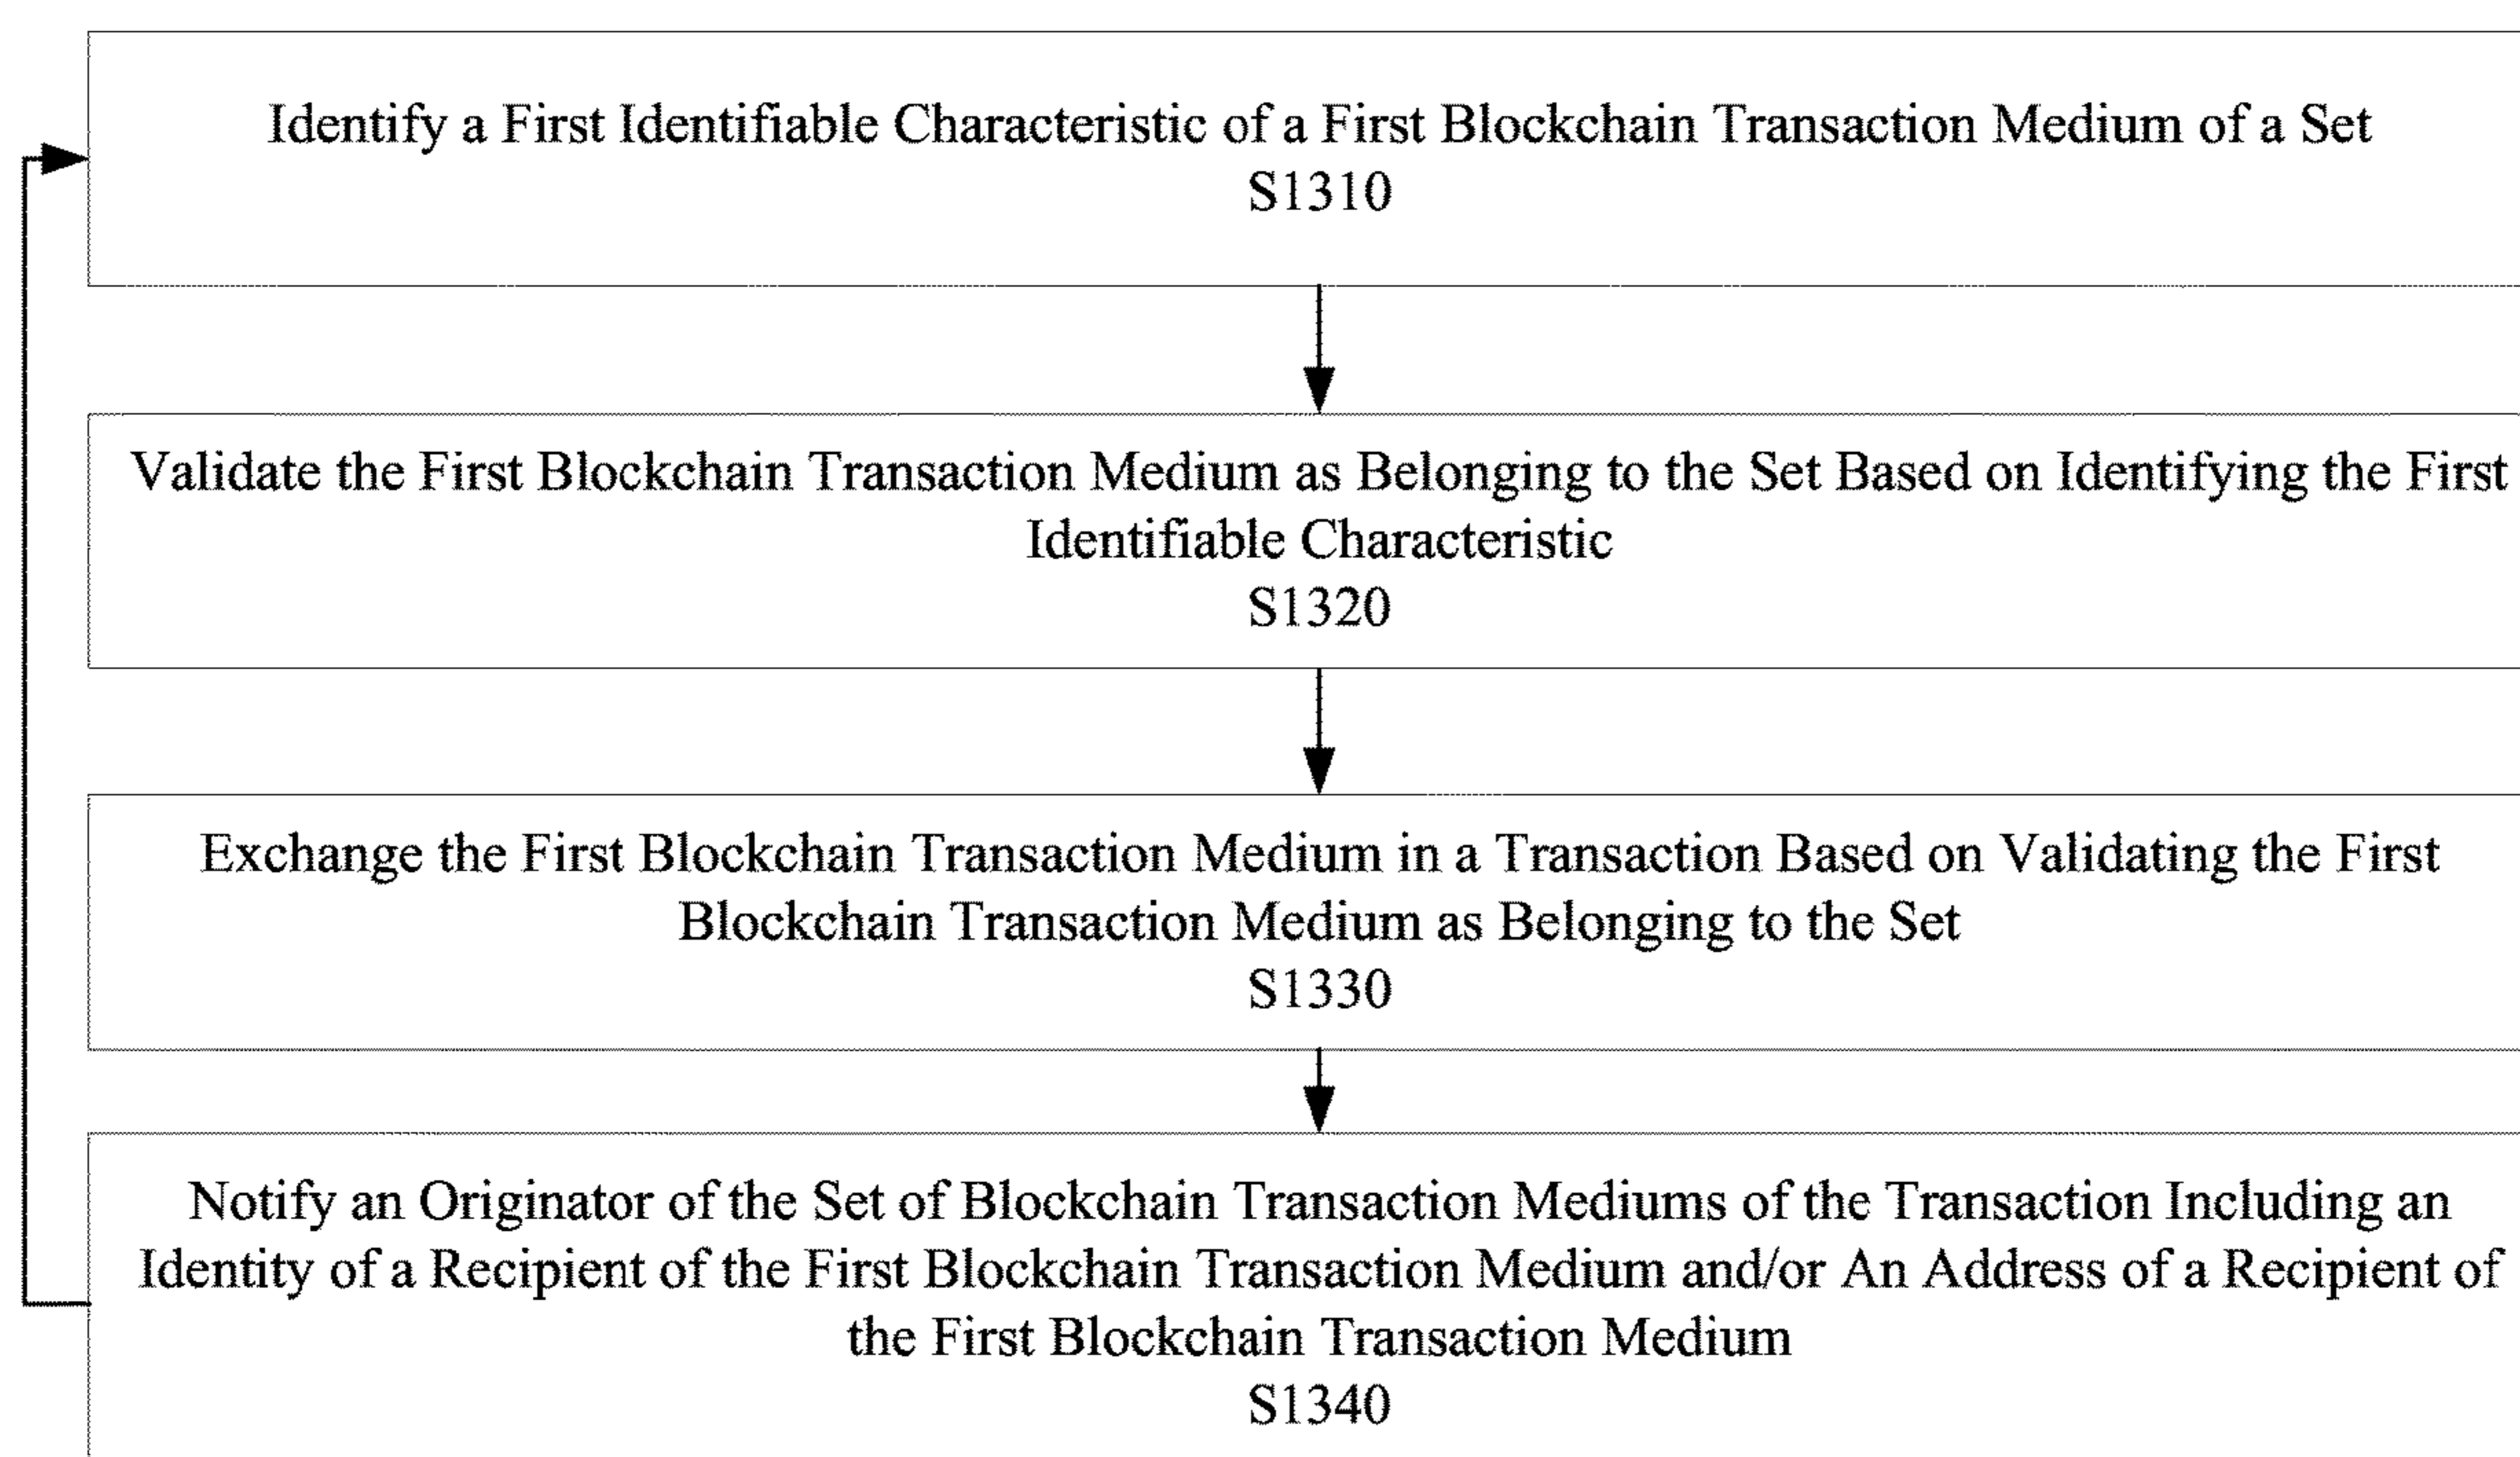 Identify a First Identifiable Characteristic of a First Blockchain Transaction Medium of a Set
S1310
Validate the First Blockchain Transaction Medium as Belonging to the Set Based on Identifying the First
Identifiable Characteristic
S1320
Exchange the First Blockchain Transaction Medium in a Transaction Based on Validating the First
Blockchain Transaction Medium as Belonging to the Set
S1330
Notify an Originator of the Set of Blockchain Transaction Mediums of the Transaction Including an
Identity of a Recipient of the First Blockchain Transaction Medium and/or An Address of a Recipient of
the First Blockchain Transaction Medium
S1340